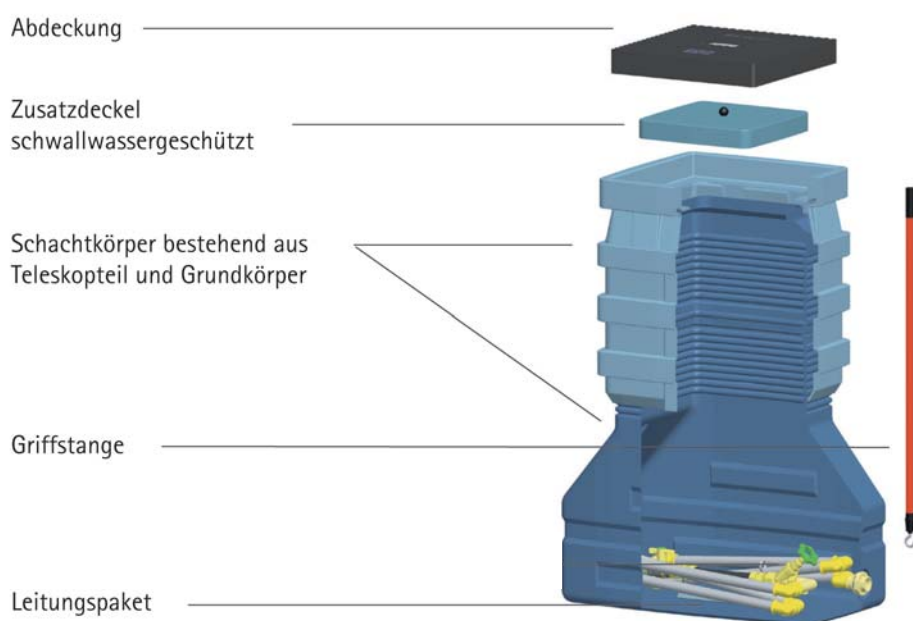 Abdeckung
Zusatzdeckel
schwallwassergeschützt
Schachtkörper bestehend aus
Teleskopteil und Grundkörper
Griffstange
Leitungspaket